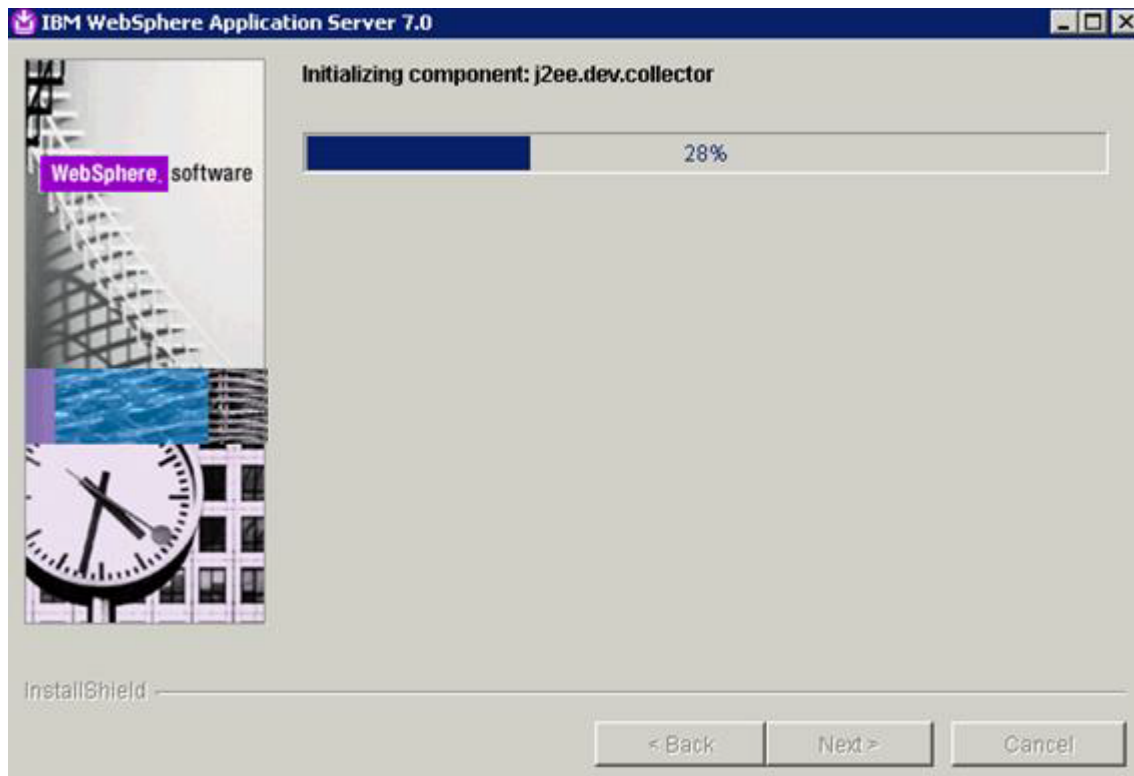 IBM WebSphere Application Server 7.0
Initializing component: j2ee.dev.collector
28%
WebSphere. software
InstallShield
< Back
Next >
Cancel